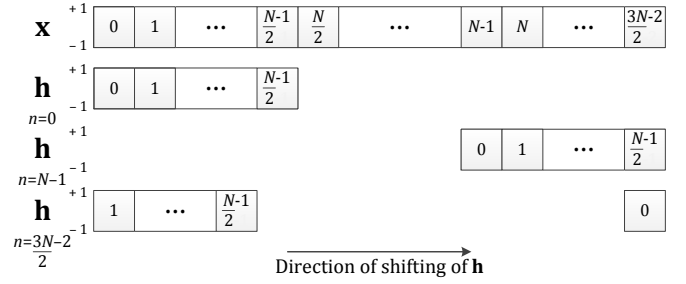 x +1 −1 0 1 ••• N-1/2 N/2 ••• N-1 N ••• 3N-2/2
h +1 −1 0 1 ••• N-1/2
n=0
h +1 −1 0 1 ••• N-1/2
n=N−1
h +1 −1 1 ••• N-1/2 0
n=3N−2/2
Direction of shifting of h